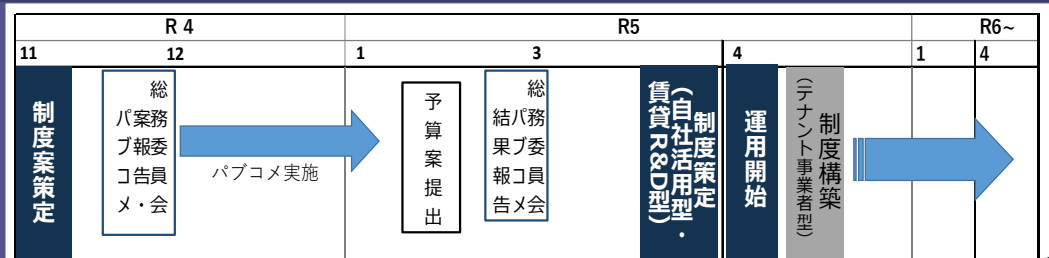 R 4
R5
R6~
11
12
1
3
4
1
4
制度案策定
総務委員会・
案報告
パブコメ
パブコメ実施
予算案提出
総務委員会
パブコメ
結果報告
制度策定
(自社活用型・
賃貸R&D型)
運用開始
制度構築
(テナント事業者型)